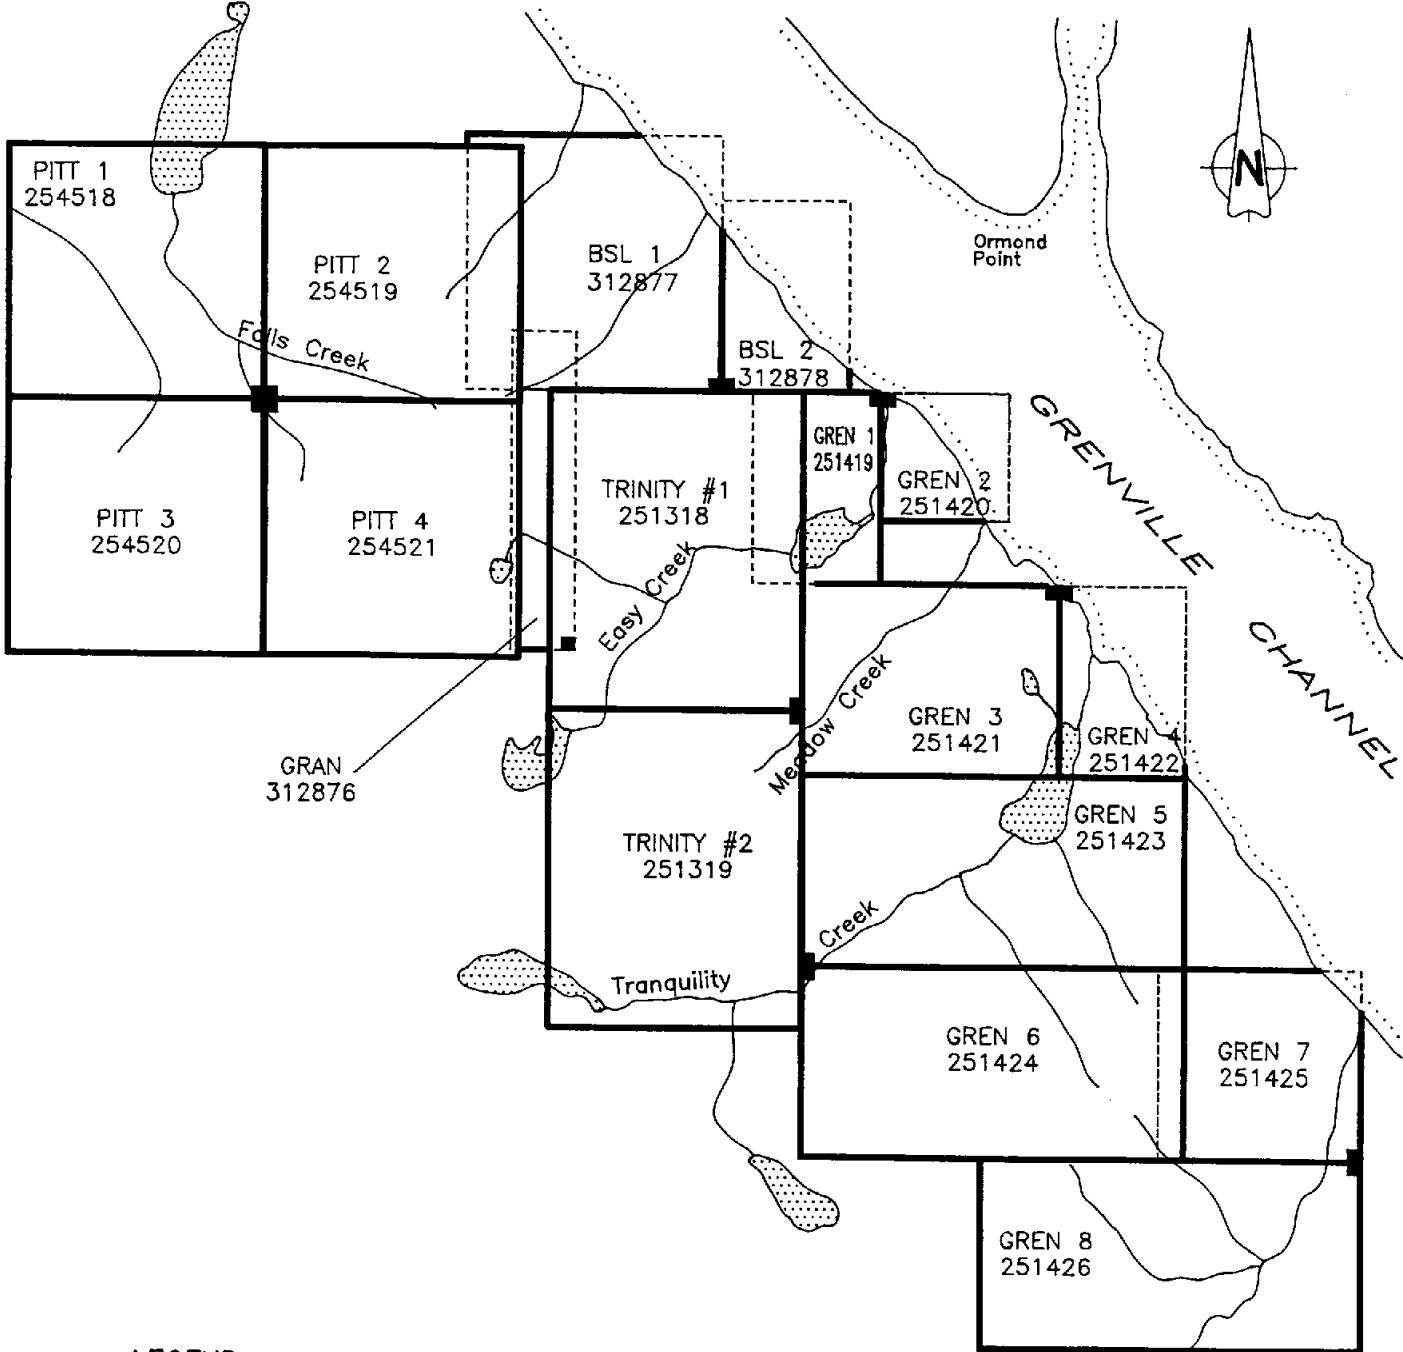 PITT 1
254518
PITT 2
254519
BSL 1
312877
N
Ormond
Point
Falls Creek
BSL 2
312878
GREN 1
251419
GREN 2
251420
GRENVILLE
CHANNEL
PITT 3
254520
PITT 4
254521
TRINITY #1
251318
Easy Creek
Meadow Creek
GREN 3
251421
GREN 4
251422
GRAN
312876
GREN 5
251423
TRINITY #2
251319
Tranquility
Creek
GREN 6
251424
GREN 7
251425
GREN 8
251426